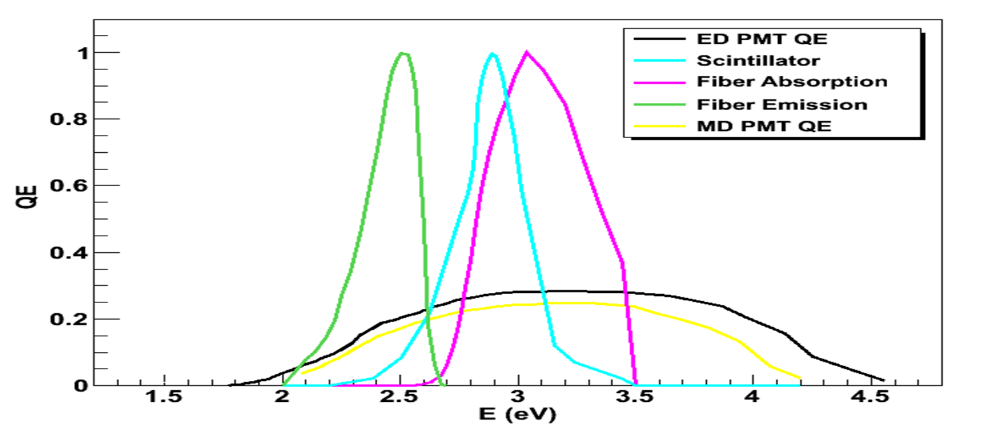 ED PMT QE
Scintillator
Fiber Absorption
Fiber Emission
MD PMT QE
QE
1
0.8
0.6
0.4
0.2
0
1.5 2 2.5 3 3.5 4 4.5
E (eV)